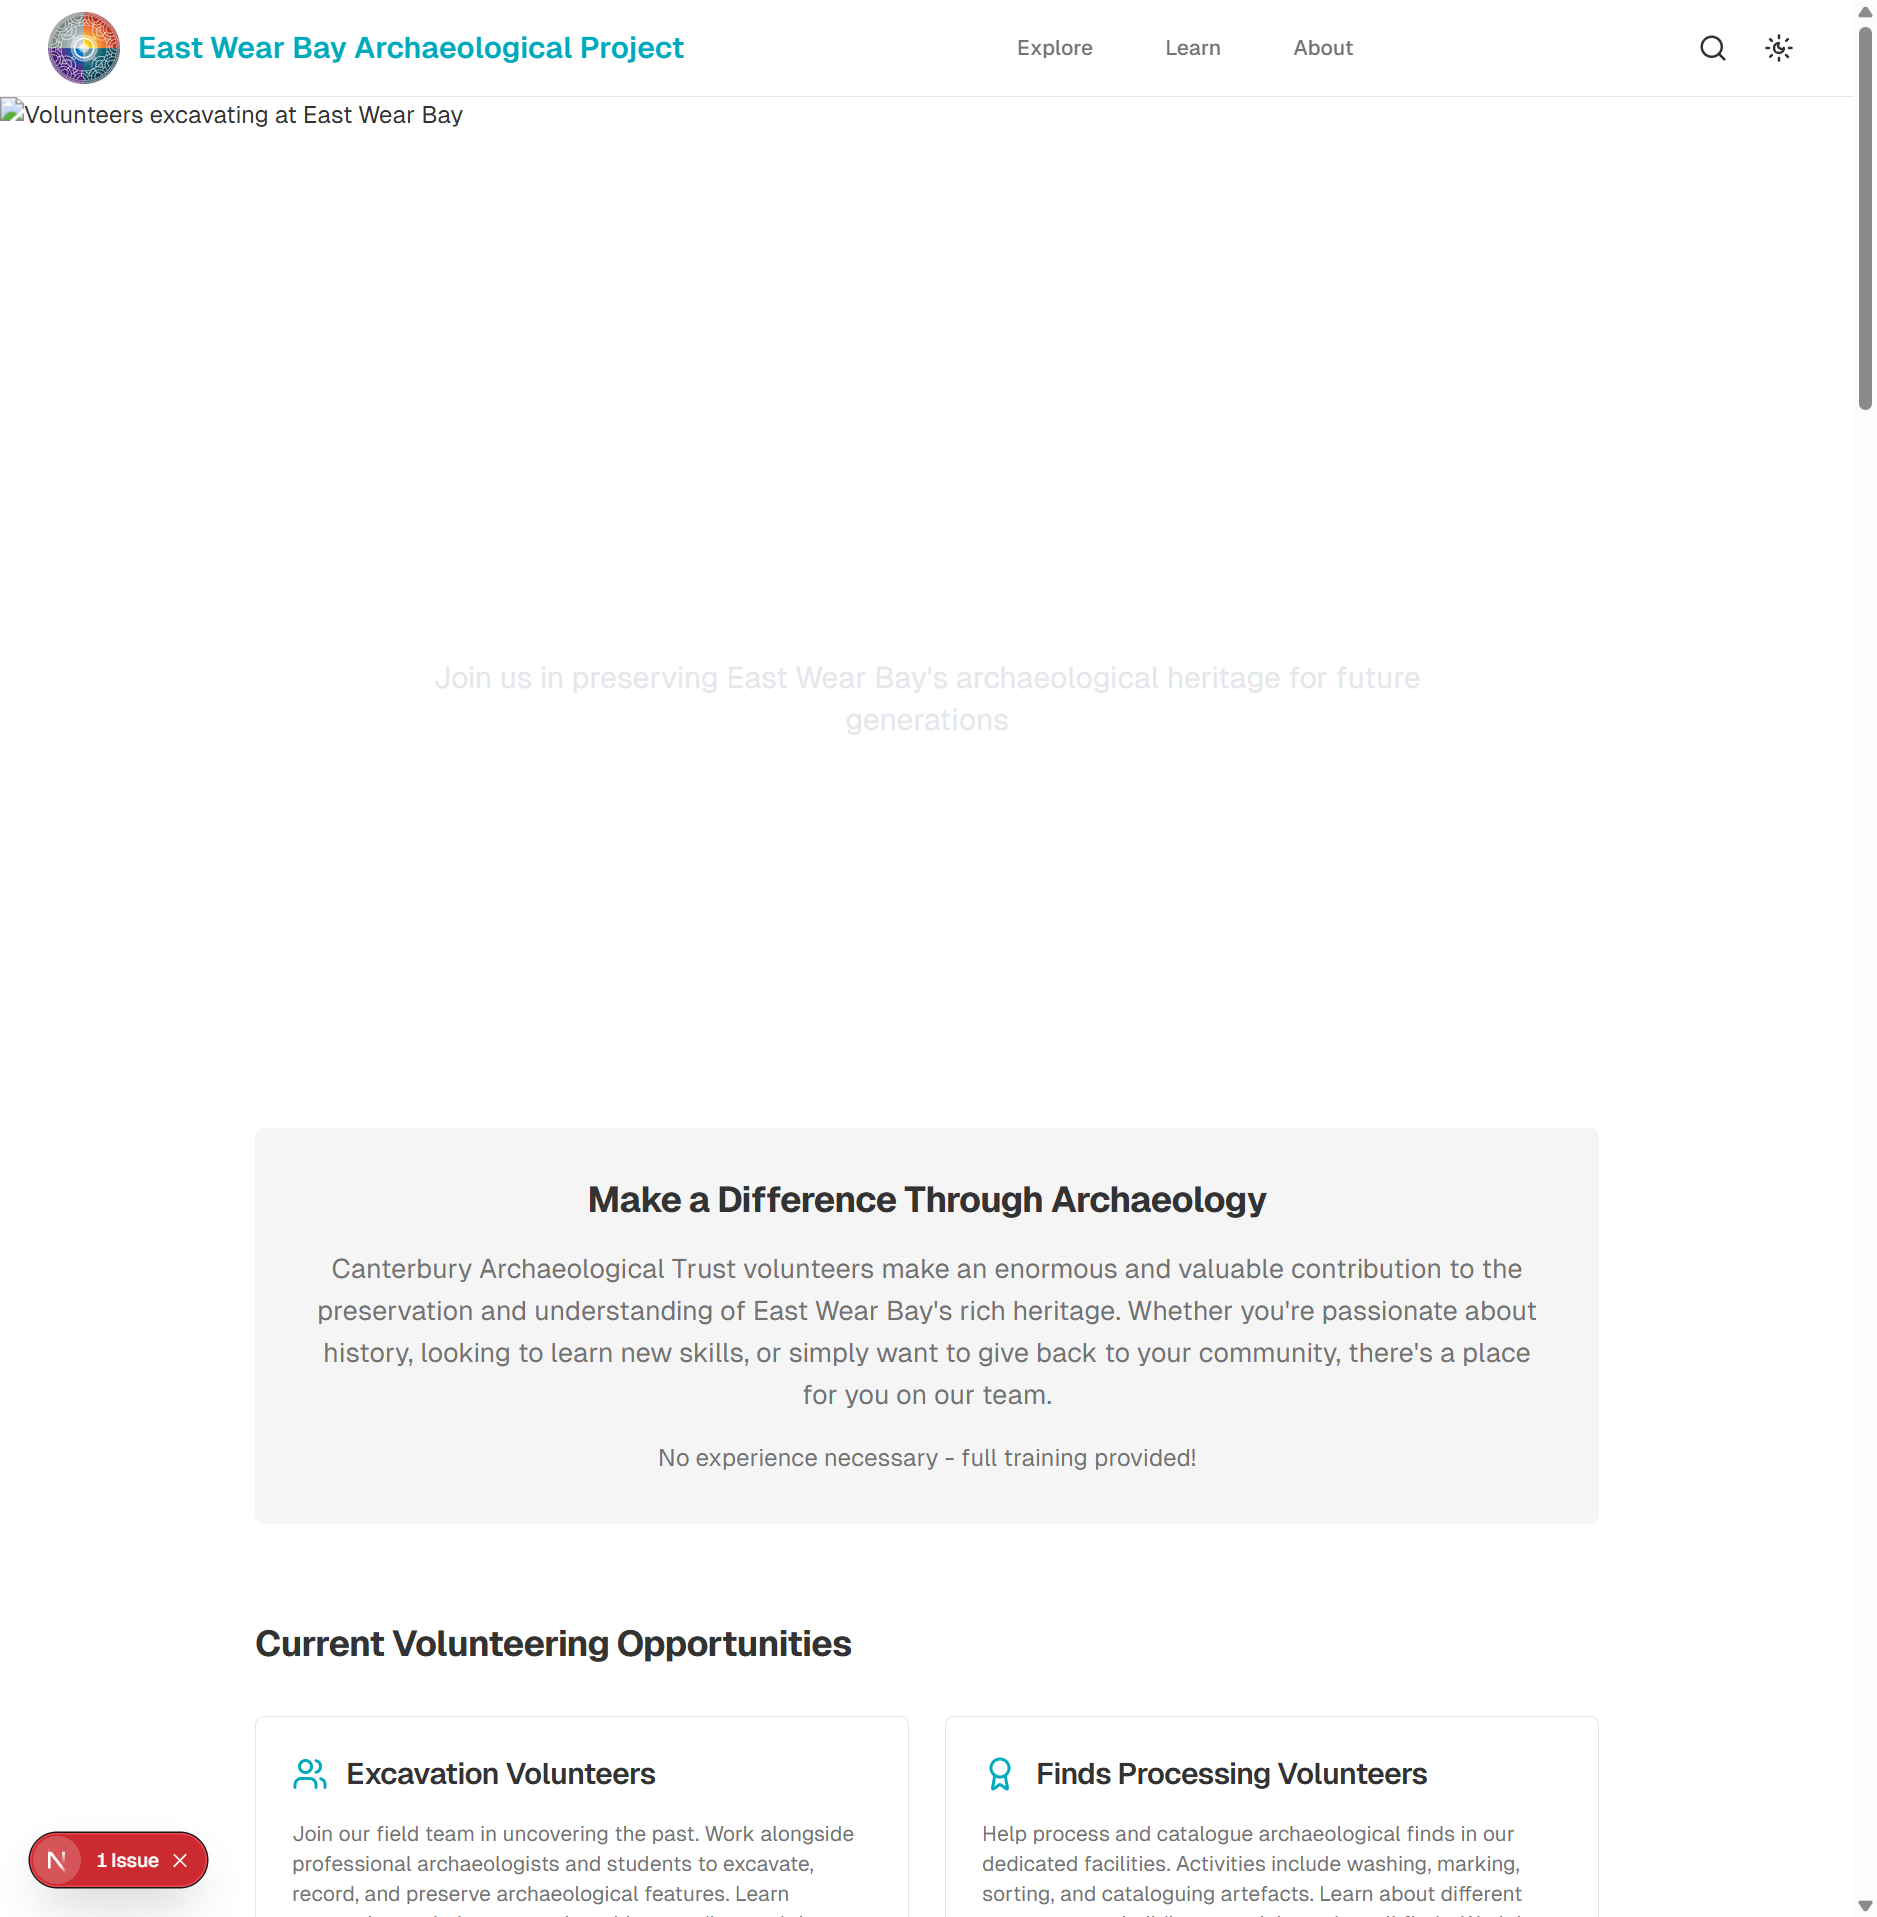 East Wear Bay Archaeological Project
Explore
Learn
About
Volunteers excavating at East Wear Bay
Join us in preserving East Wear Bay's archaeological heritage for future
generations
Make a Difference Through Archaeology
Canterbury Archaeological Trust volunteers make an enormous and valuable contribution to the
preservation and understanding of East Wear Bay's rich heritage. Whether you're passionate about
history, looking to learn new skills, or simply want to give back to your community, there's a place
for you on our team.
No experience necessary - full training provided!
Current Volunteering Opportunities
Excavation Volunteers
Join our field team in uncovering the past. Work alongside
professional archaeologists and students to excavate,
record, and preserve archaeological features. Learn
Finds Processing Volunteers
Help process and catalogue archaeological finds in our
dedicated facilities. Activities include washing, marking,
sorting, and cataloguing artefacts. Learn about different
N 1 Issue